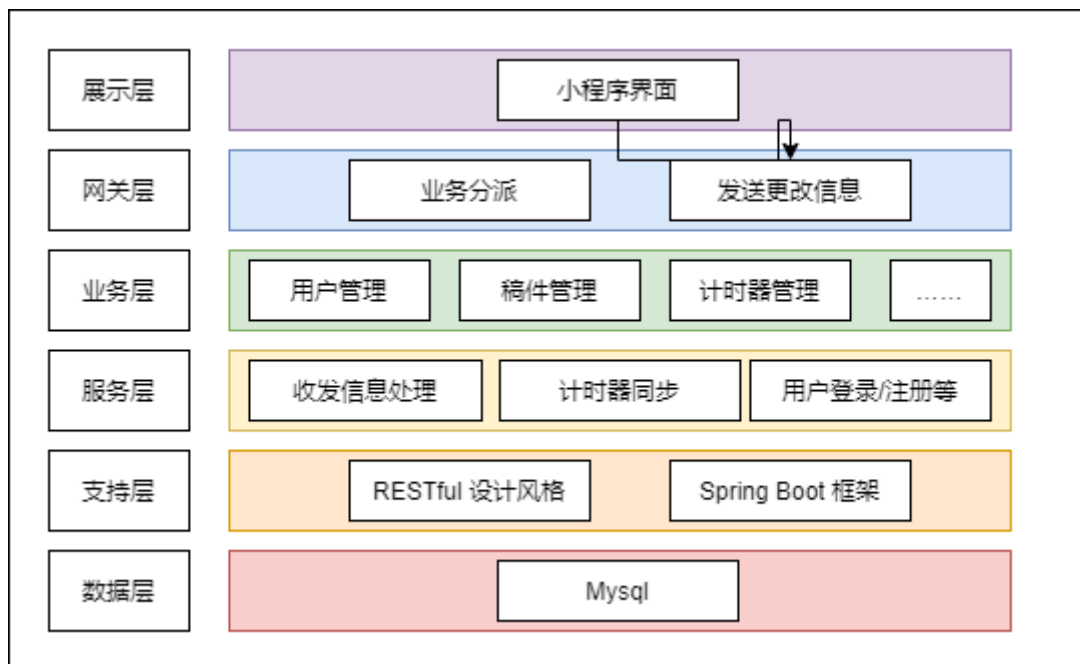 展示层
小程序界面
网关层
业务分派
发送更改信息
业务层
用户管理
稿件管理
计时器管理
……
服务层
收发信息处理
计时器同步
用户登录/注册等
支持层
RESTful 设计风格
Spring Boot 框架
数据层
Mysql